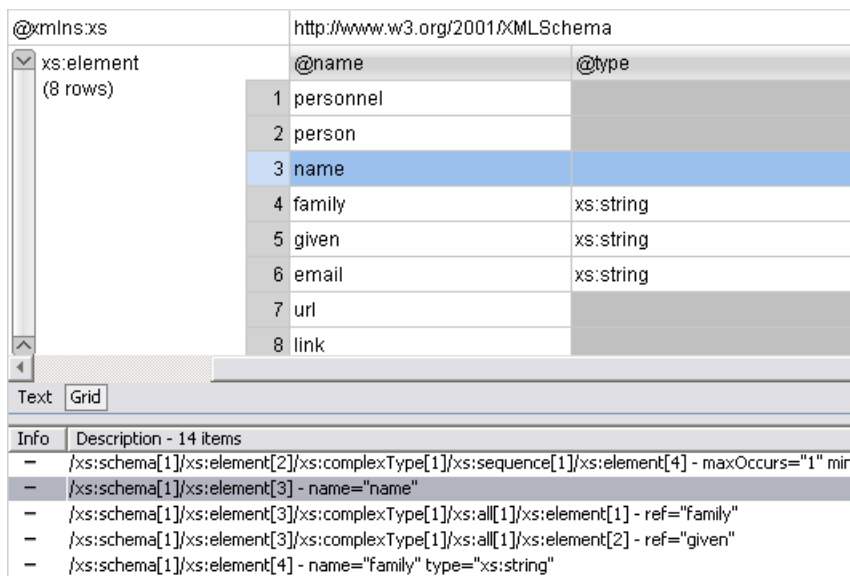 @xmlns:xs http://www.w3.org/2001/XMLSchema
xs:element @name @type
(8 rows)
1 personnel
2 person
3 name
4 family xs:string
5 given xs:string
6 email xs:string
7 url
8 link
Text Grid
Info Description - 14 items
– /xs:schema[1]/xs:element[2]/xs:complexType[1]/xs:sequence[1]/xs:element[4] - maxOccurs="1" min
– /xs:schema[1]/xs:element[3] - name="name"
– /xs:schema[1]/xs:element[3]/xs:complexType[1]/xs:all[1]/xs:element[1] - ref="family"
– /xs:schema[1]/xs:element[3]/xs:complexType[1]/xs:all[1]/xs:element[2] - ref="given"
– /xs:schema[1]/xs:element[4] - name="family" type="xs:string"